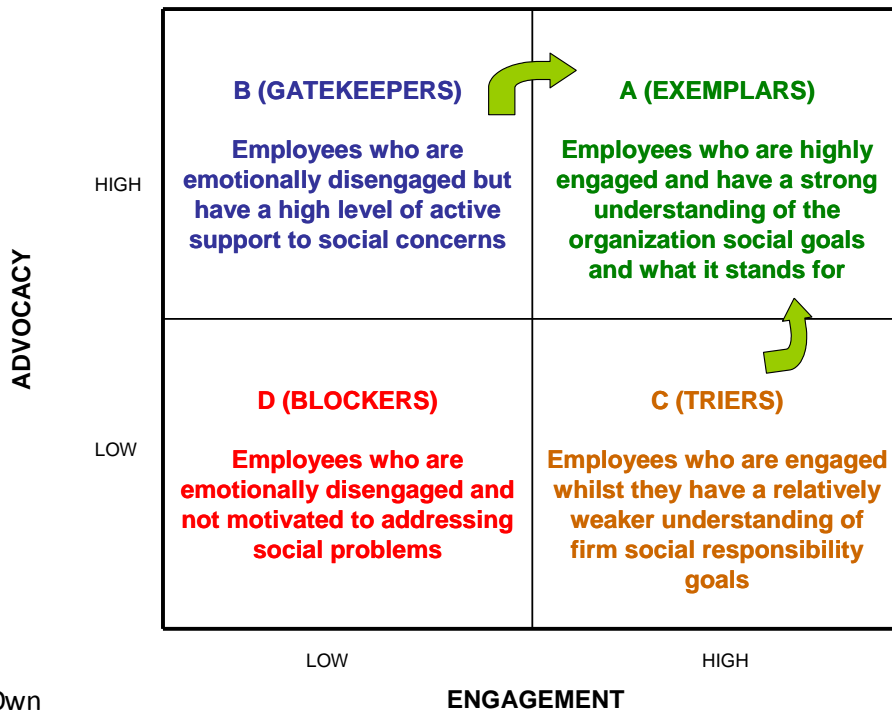 B (GATEKEEPERS)
Employees who are
emotionally disengaged but
have a high level of active
support to social concerns
A (EXEMPLARS)
Employees who are highly
engaged and have a strong
understanding of the
organization social goals
and what it stands for
HIGH
ADVOCACY
LOW
D (BLOCKERS)
Employees who are
emotionally disengaged and
not motivated to addressing
social problems
C (TRIERS)
Employees who are engaged
whilst they have a relatively
weaker understanding of
firm social responsibility
goals
LOW
HIGH
Own
ENGAGEMENT